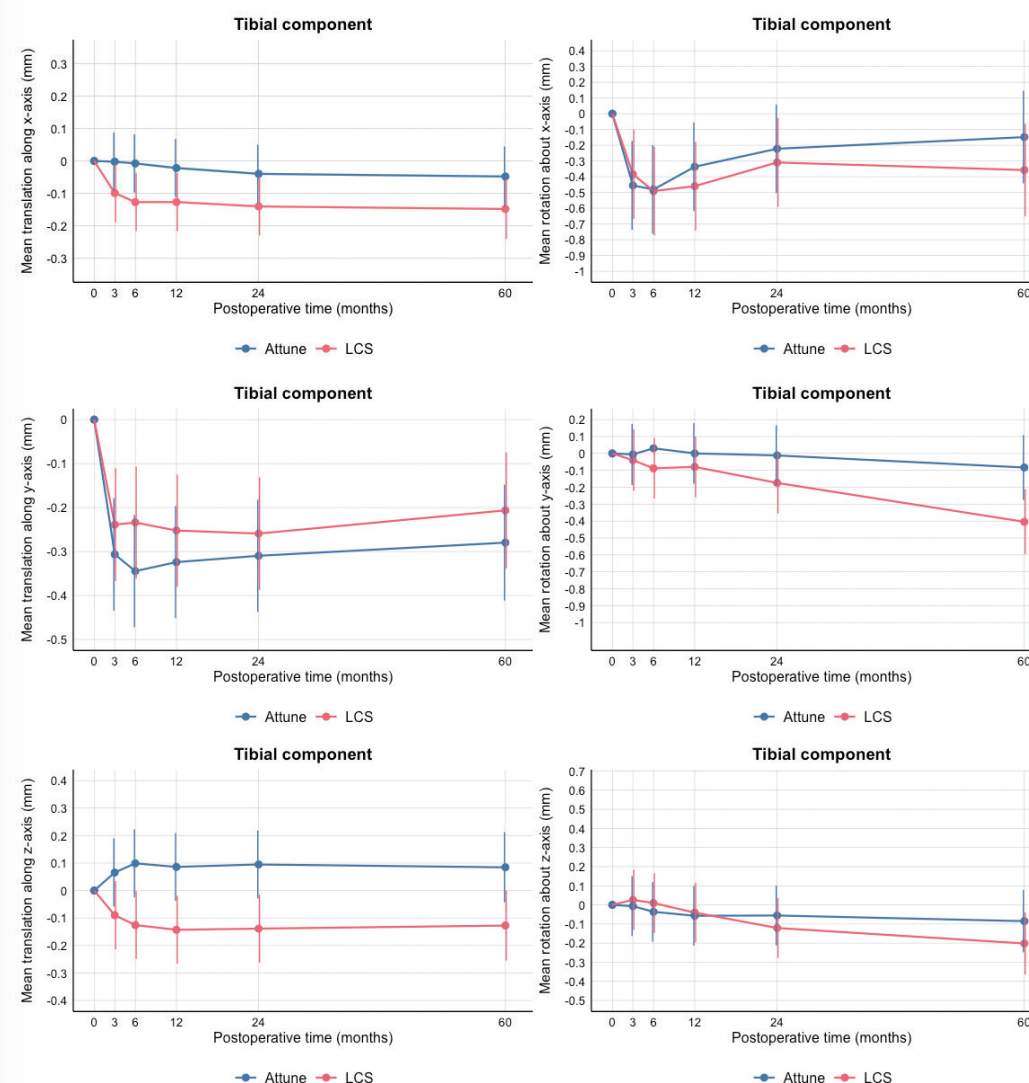 Tibial component
Mean translation along x-axis (mm)
0.3
0.2
0.1
0
-0.1
-0.2
-0.3
0 3 6 12 24 60
Postoperative time (months)
Attune LCS
Tibial component
Mean rotation about x-axis (mm)
0.4
0.3
0.2
0.1
0
-0.1
-0.2
-0.3
-0.4
-0.5
-0.6
-0.7
-0.8
-0.9
-1
0 3 6 12 24 60
Postoperative time (months)
Attune LCS
Tibial component
Mean translation along y-axis (mm)
0
-0.1
-0.2
-0.3
-0.4
-0.5
0 3 6 12 24 60
Postoperative time (months)
Attune LCS
Tibial component
Mean rotation about y-axis (mm)
0.2
0.1
0
-0.1
-0.2
-0.3
-0.4
-0.5
-0.6
-0.7
-0.8
-0.9
-1
0 3 6 12 24 60
Postoperative time (months)
Attune LCS
Tibial component
Mean translation along z-axis (mm)
0.4
0.3
0.2
0.1
0
-0.1
-0.2
-0.3
-0.4
0 3 6 12 24 60
Postoperative time (months)
Attune LCS
Tibial component
Mean rotation about z-axis (mm)
0.7
0.6
0.5
0.4
0.3
0.2
0.1
0
-0.1
-0.2
-0.3
-0.4
-0.5
0 3 6 12 24 60
Postoperative time (months)
Attune LCS